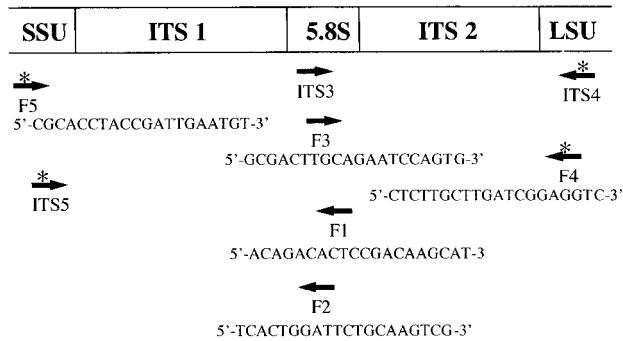 SSU ITS 1 5.8S ITS 2 LSU
* ITS3 *
F5 ITS4
5'-CGCACCTACCGATTGAATGT-3'
F3
5'-GCGACTTGCAGAATCCAGTG-3'
* F4
* ITS5
5'-CTCTTGCTTGATCGGAGGTC-3'
F1
5'-ACAGACACTCCGACAAGCAT-3
F2
5'-TCACTGGATTCTGCAAGTCG-3'